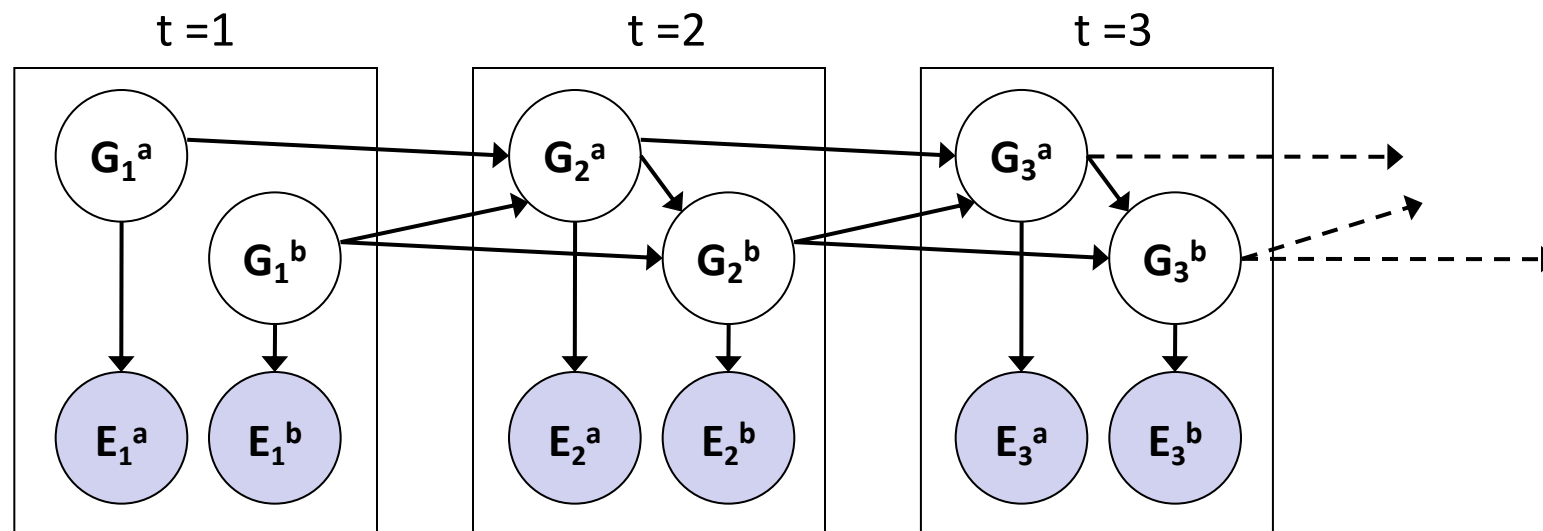 t =1 t =2 t =3
G₁ᵃ G₂ᵃ G₃ᵃ
G₁ᵇ G₂ᵇ G₃ᵇ
E₁ᵃ E₁ᵇ E₂ᵃ E₂ᵇ E₃ᵃ E₃ᵇ